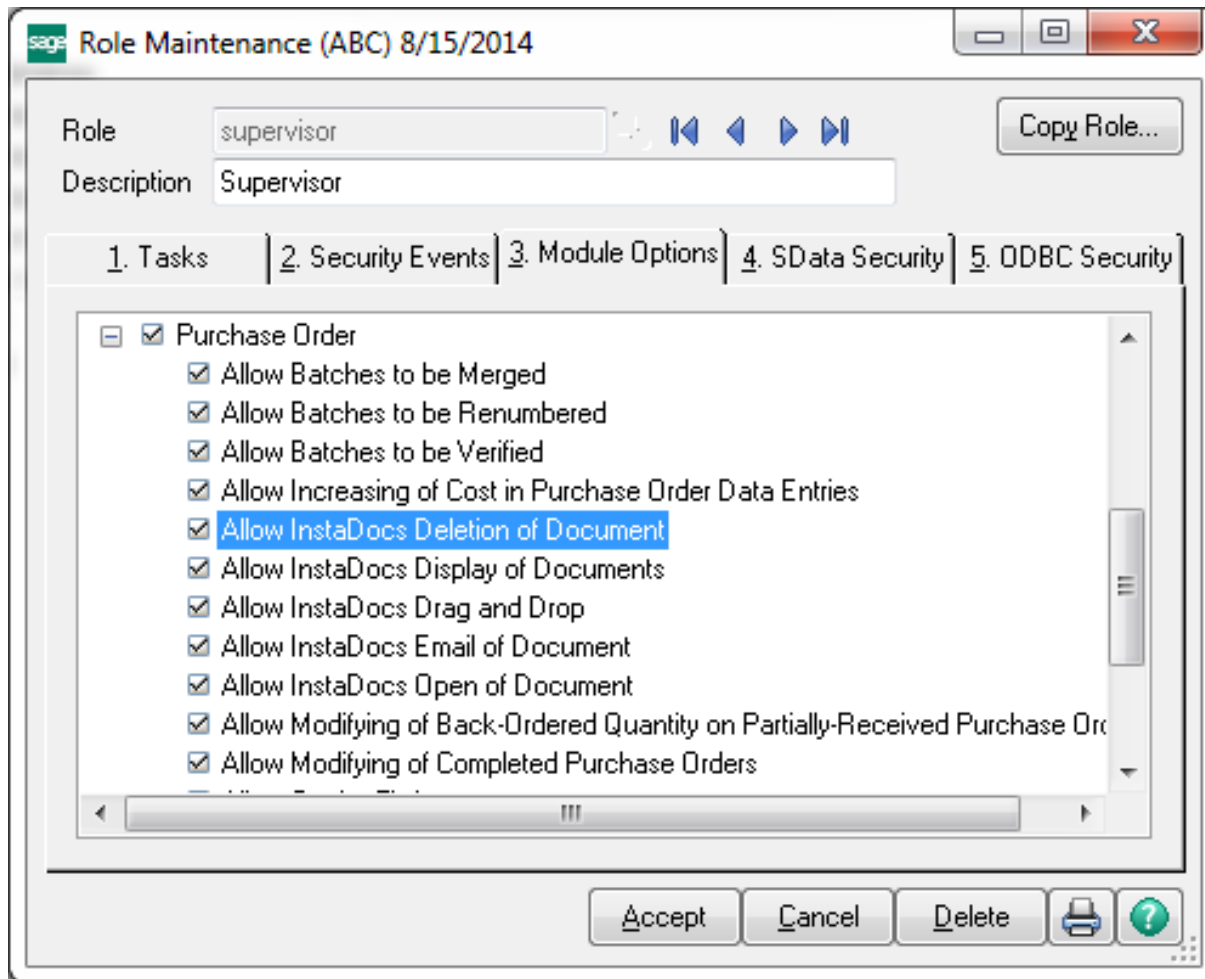 sage Role Maintenance (ABC) 8/15/2014
Role supervisor Copy Role...
Description Supervisor
1. Tasks 2. Security Events 3. Module Options 4. SData Security 5. ODBC Security
Purchase Order
Allow Batches to be Merged
Allow Batches to be Renumbered
Allow Batches to be Verified
Allow Increasing of Cost in Purchase Order Data Entries
Allow InstaDocs Deletion of Document
Allow InstaDocs Display of Documents
Allow InstaDocs Drag and Drop
Allow InstaDocs Email of Document
Allow InstaDocs Open of Document
Allow Modifying of Back-Ordered Quantity on Partially-Received Purchase Ord
Allow Modifying of Completed Purchase Orders
Accept Cancel Delete